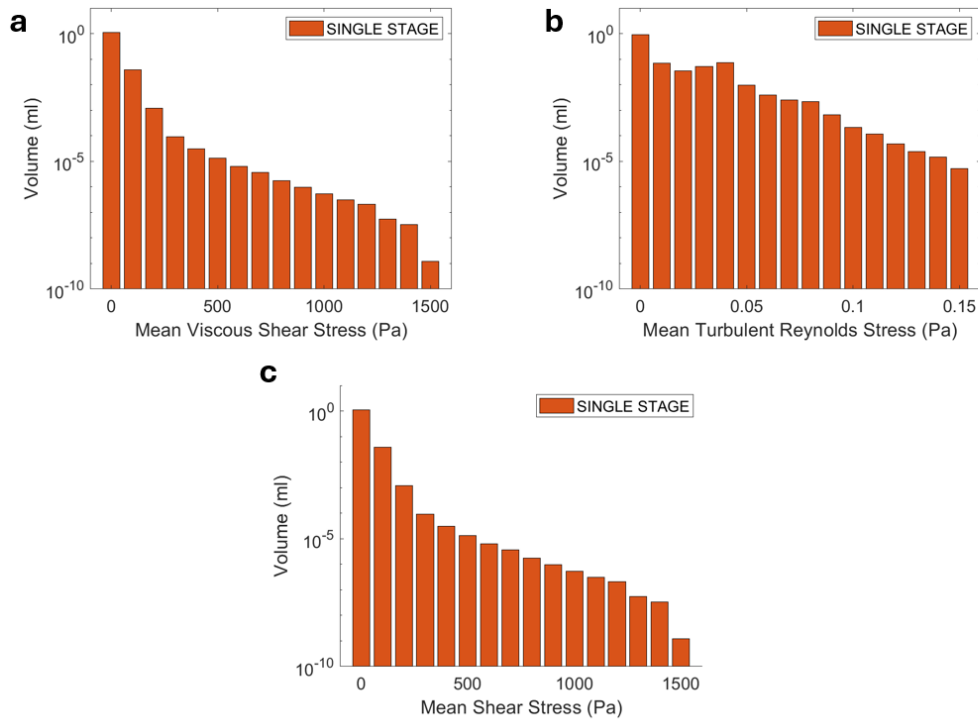 a
SINGLE STAGE
10^0
10^-5
10^-10
Volume (ml)
0 500 1000 1500
Mean Viscous Shear Stress (Pa)
b
SINGLE STAGE
10^0
10^-5
10^-10
Volume (ml)
0 0.05 0.1 0.15
Mean Turbulent Reynolds Stress (Pa)
c
SINGLE STAGE
10^0
10^-5
10^-10
Volume (ml)
0 500 1000 1500
Mean Shear Stress (Pa)